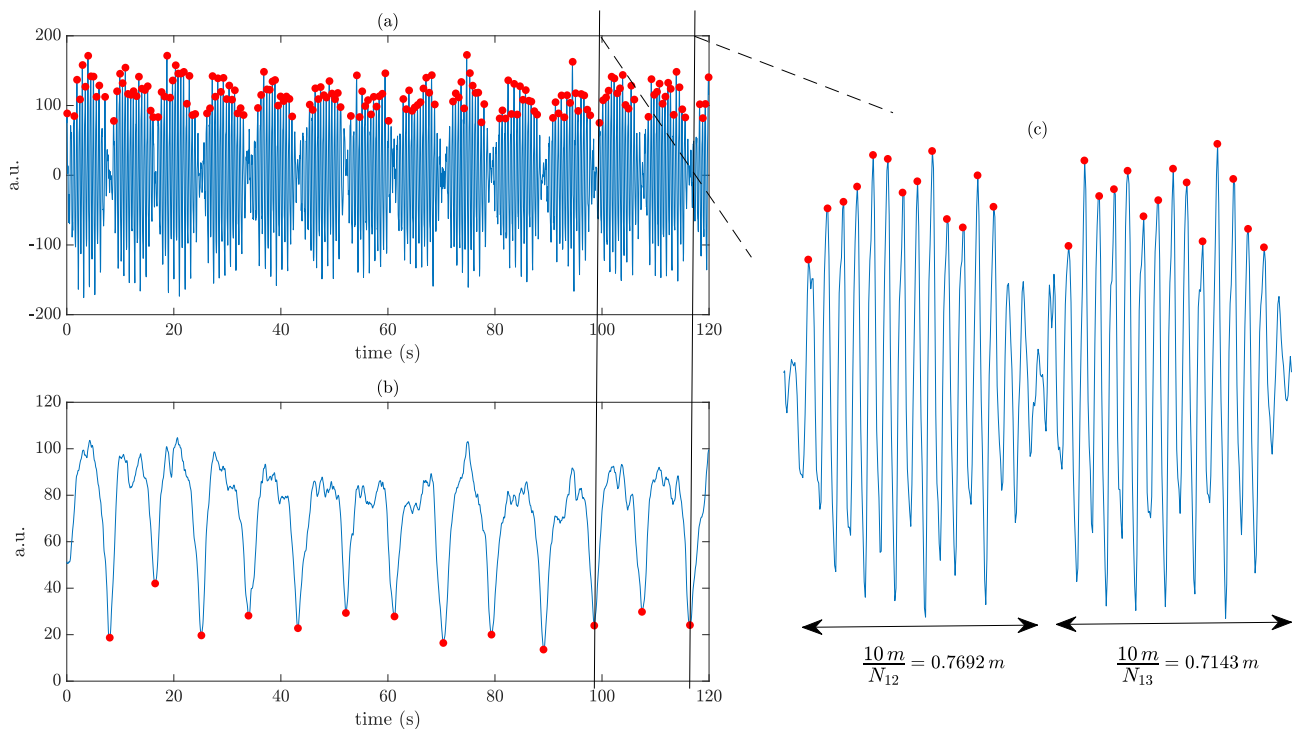 (a)
200
100
0
-100
-200
a.u.
0 20 40 60 80 100 120
time (s)
(b)
120
100
80
60
40
20
0
a.u.
0 20 40 60 80 100 120
time (s)
(c)
10 m / N₁₂ = 0.7692 m
10 m / N₁₃ = 0.7143 m